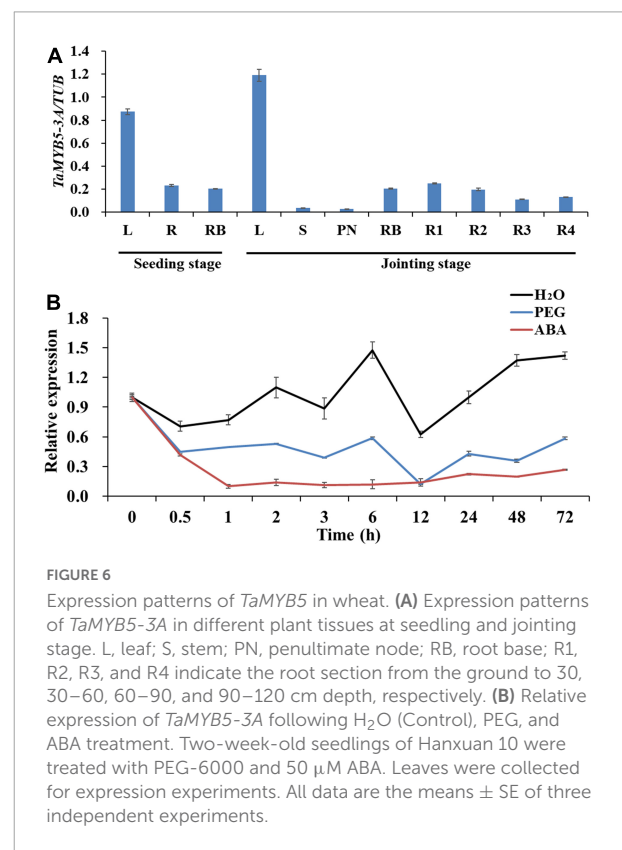 A
TaMYB5-3A/TUB
1.4
1.2
1.0
0.8
0.6
0.4
0.2
0.0
L R RB L S PN RB R1 R2 R3 R4
Seeding stage Jointing stage
B
H₂O
PEG
ABA
Relative expression
1.8
1.5
1.2
0.9
0.6
0.3
0.0
0 0.5 1 2 3 6 12 24 48 72
Time (h)
FIGURE 6
Expression patterns of TaMYB5 in wheat. (A) Expression patterns
of TaMYB5-3A in different plant tissues at seedling and jointing
stage. L, leaf; S, stem; PN, penultimate node; RB, root base; R1,
R2, R3, and R4 indicate the root section from the ground to 30,
30–60, 60–90, and 90–120 cm depth, respectively. (B) Relative
expression of TaMYB5-3A following H₂O (Control), PEG, and
ABA treatment. Two-week-old seedlings of Hanxuan 10 were
treated with PEG-6000 and 50 μM ABA. Leaves were collected
for expression experiments. All data are the means ± SE of three
independent experiments.